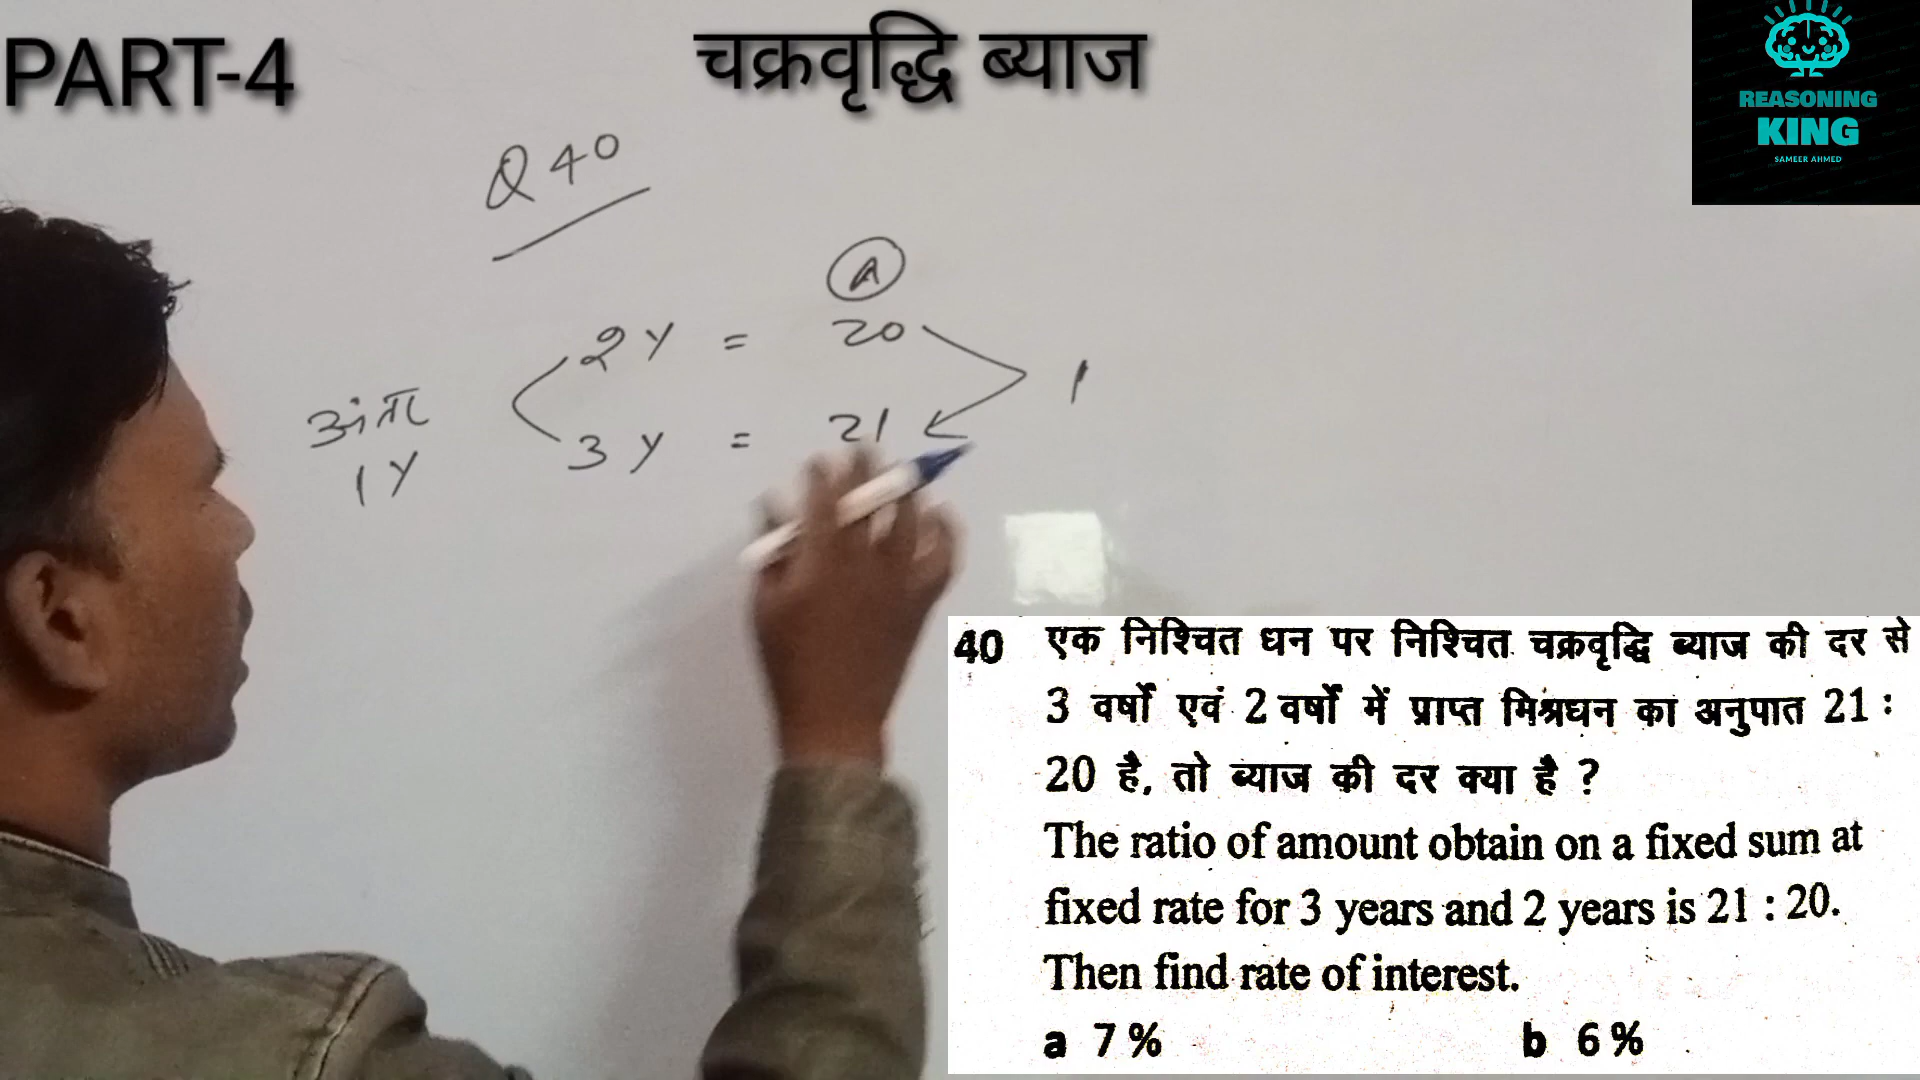 PART-4
चक्रवृद्धि ब्याज
REASONING
KING
SAMEER AHMED
Q 40
A
2Y = 20
1
अंतर
3Y = 21
1Y
40 एक निश्चित धन पर निश्चित चक्रवृद्धि ब्याज की दर से
3 वर्षों एवं 2 वर्षों में प्राप्त मिश्रधन का अनुपात 21 :
20 है, तो ब्याज की दर क्या है ?
The ratio of amount obtain on a fixed sum at
fixed rate for 3 years and 2 years is 21 : 20.
Then find rate of interest.
a 7% b 6%